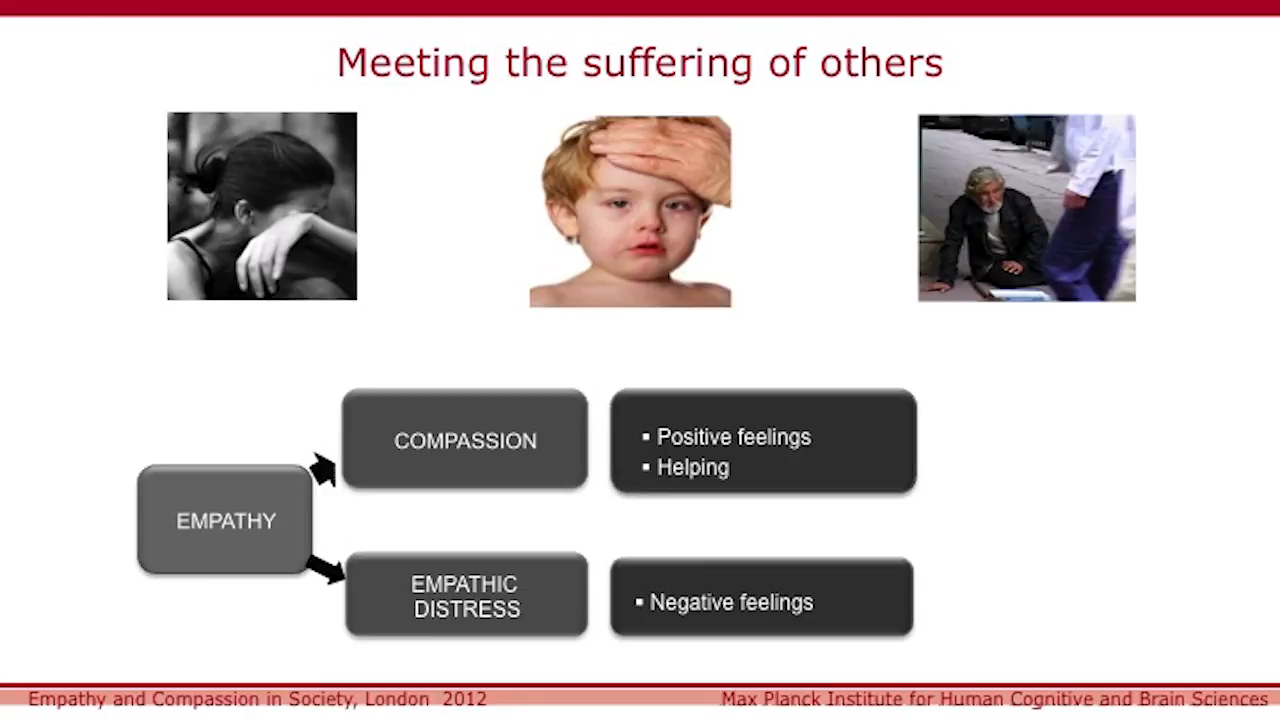 Meeting the suffering of others
COMPASSION
▪ Positive feelings
▪ Helping
EMPATHY
EMPATHIC
DISTRESS
▪ Negative feelings
Empathy and Compassion in Society, London 2012
Max Planck Institute for Human Cognitive and Brain Sciences